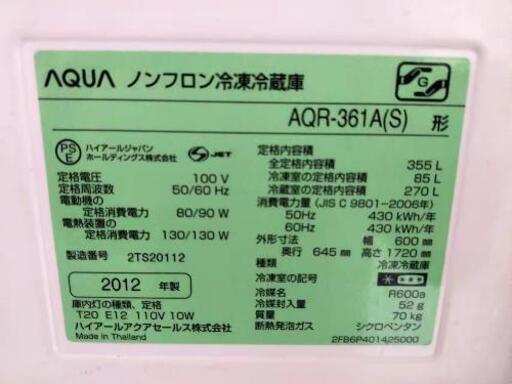 AQUA ノンフロン冷凍冷蔵庫
G
AQR-361A(S) 形
PS E ハイアールジャパン ホールディングス株式会社 JET
定格電圧 100 V
定格周波数 50/60 Hz
電動機の
定格消費電力 80/90 W
電熱装置の
定格消費電力 130/130 W
製造番号 2TS20112
2012 年製
庫内灯の種類、定格
T20 E12 110V 10W
ハイアールアクアセールス株式会社
Made in Thailand
定格内容積
全定格内容積 355 L
冷凍室の定格内容積 85 L
冷蔵室の定格内容積 270 L
消費電力量(JIS C 9801-2006年)
50Hz 430 kWh/年
60Hz 430 kWh/年
外形寸法 幅 600 mm
奥行 645 mm 高さ 1720 mm
種類 冷凍冷蔵庫
冷凍室の記号
冷媒名 R600a
冷媒封入量 52 g
質量 70 kg
断熱発泡ガス シクロペンタン
2FB6P401425000